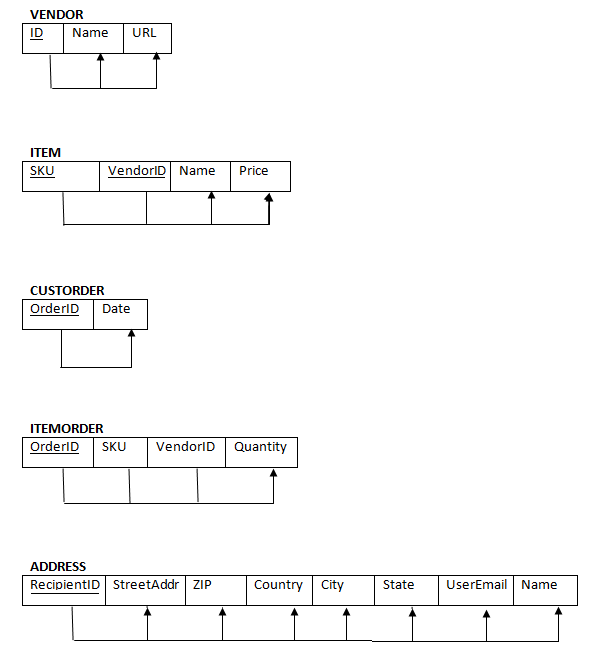 VENDOR
ID Name URL
ITEM
SKU VendorID Name Price
CUSTORDER
OrderID Date
ITEMORDER
OrderID SKU VendorID Quantity
ADDRESS
RecipientID StreetAddr ZIP Country City State UserEmail Name